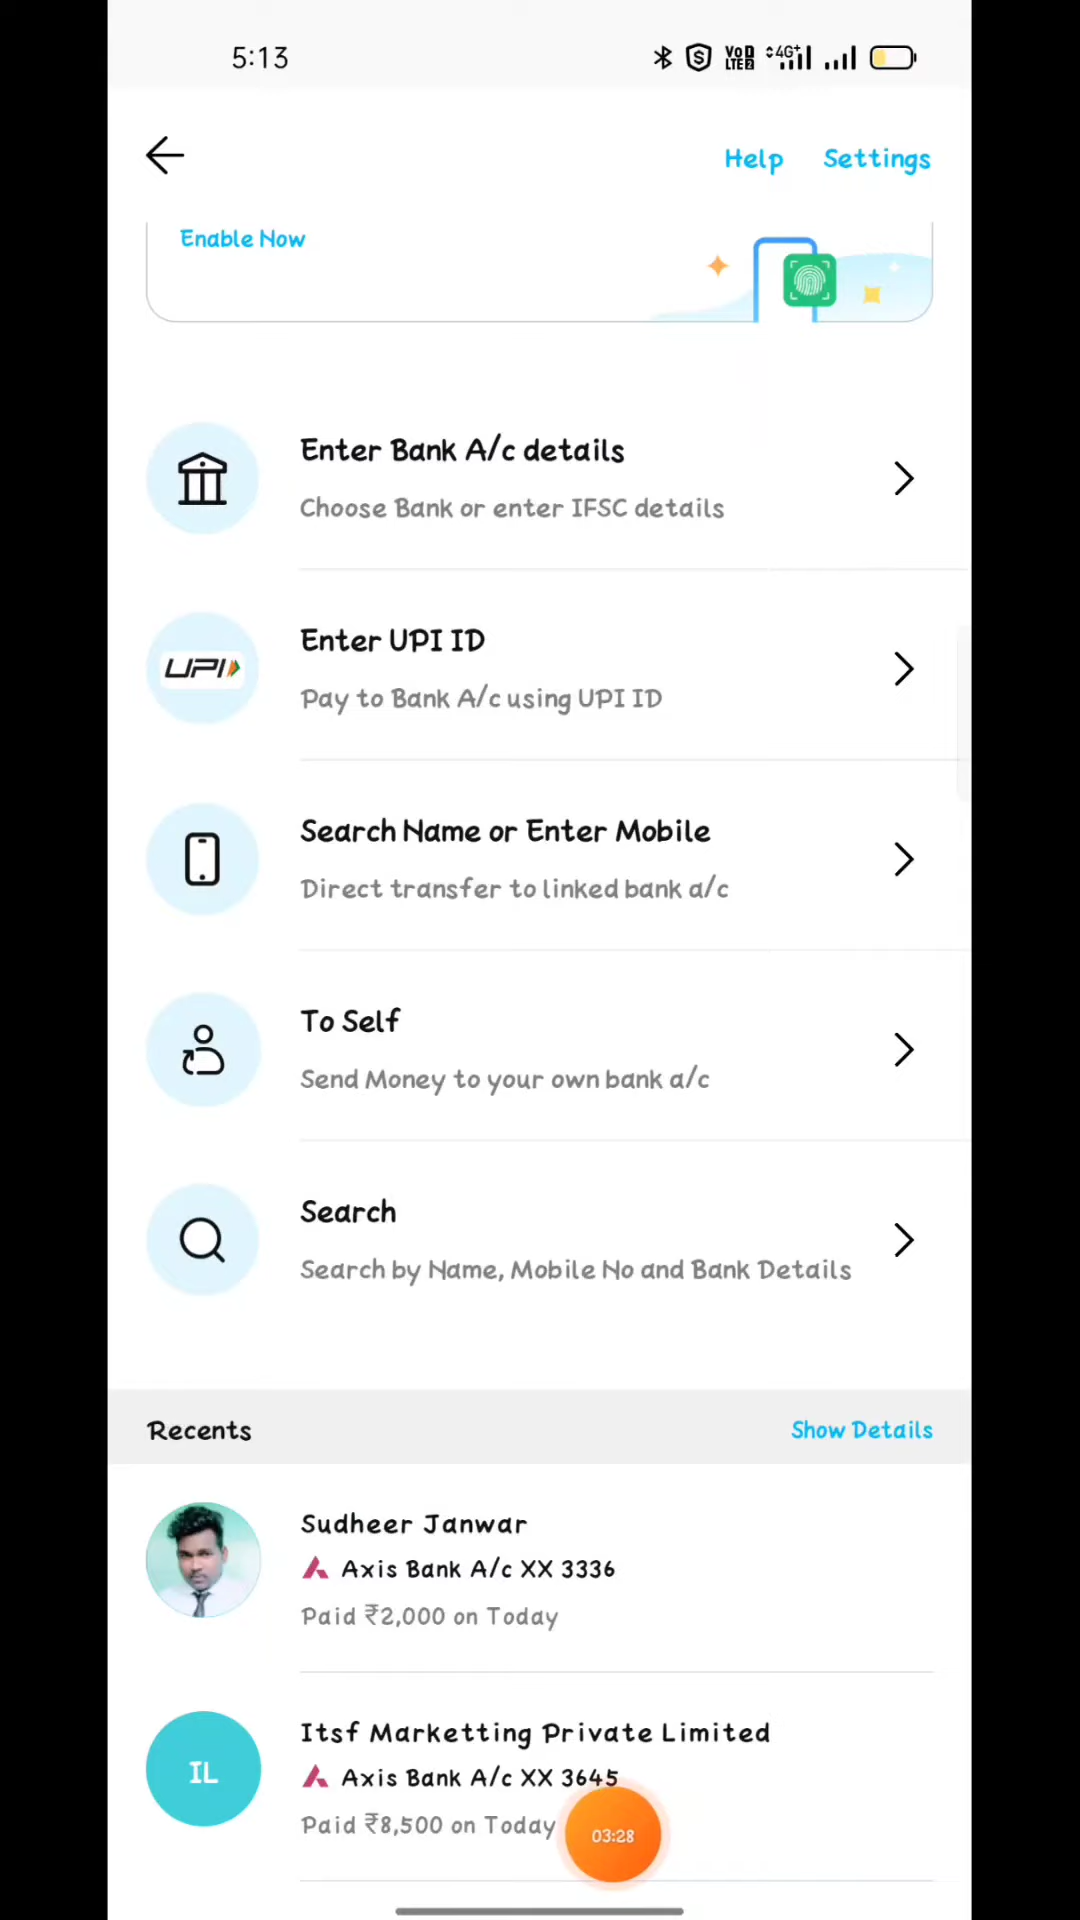 5:13
VoD LTE2 4G+
Help Settings
Enable Now
Enter Bank A/c details
Choose Bank or enter IFSC details
UPI
Enter UPI ID
Pay to Bank A/c using UPI ID
Search Name or Enter Mobile
Direct transfer to linked bank a/c
To Self
Send Money to your own bank a/c
Search
Search by Name, Mobile No and Bank Details
Recents Show Details
Sudheer Janwar
Axis Bank A/c XX 3336
Paid ₹2,000 on Today
IL
Itsf Marketting Private Limited
Axis Bank A/c XX 3645
Paid ₹8,500 on Today
03:28